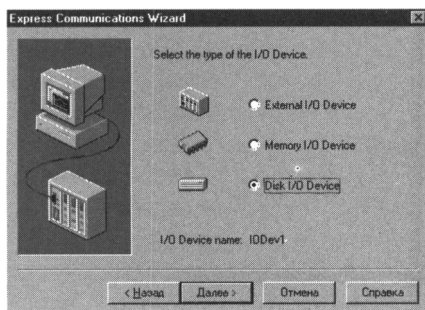 Express Communications Wizard
Select the type of the I/O Device.
External I/O Device
Memory I/O Device
Disk I/O Device
I/O Device name: IODev1
< Назад Далее > Отмена Справка